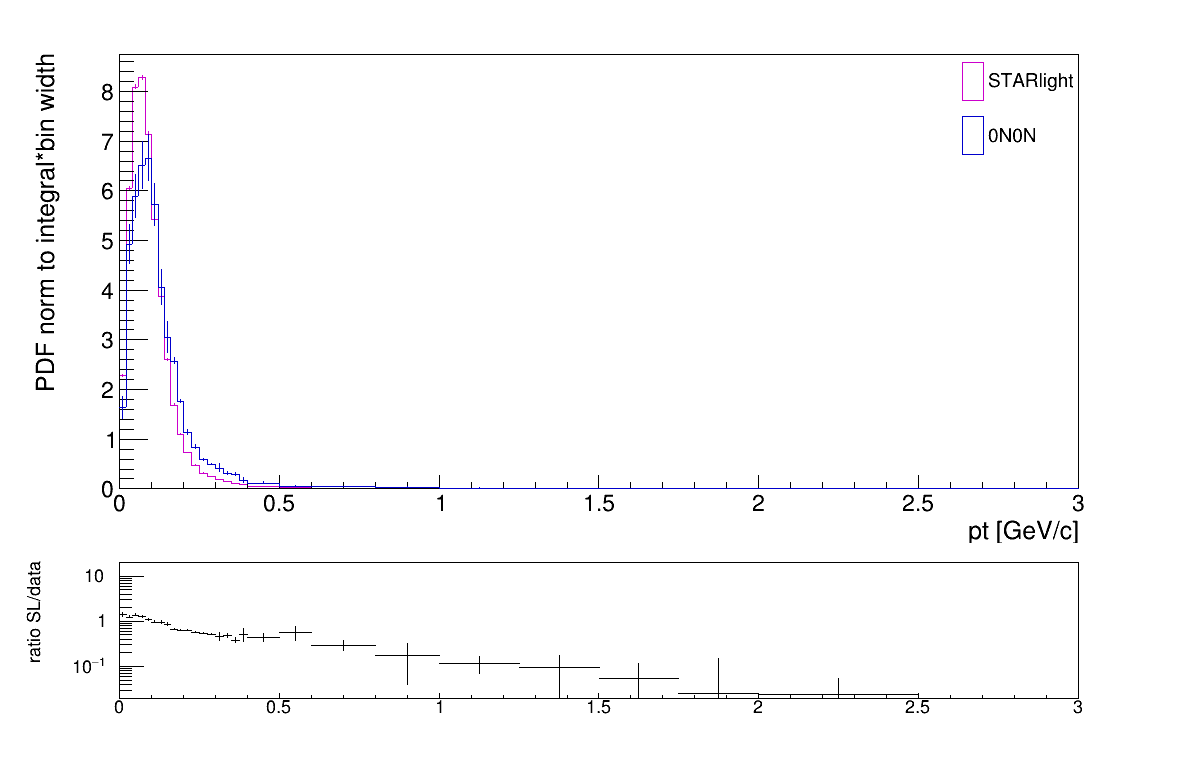 PDF norm to integral*bin width
8
7
6
5
4
3
2
1
0
STARlight
0N0N
0 0.5 1 1.5 2 2.5 3
pt [GeV/c]
ratio SL/data
10
1
10⁻¹
0 0.5 1 1.5 2 2.5 3